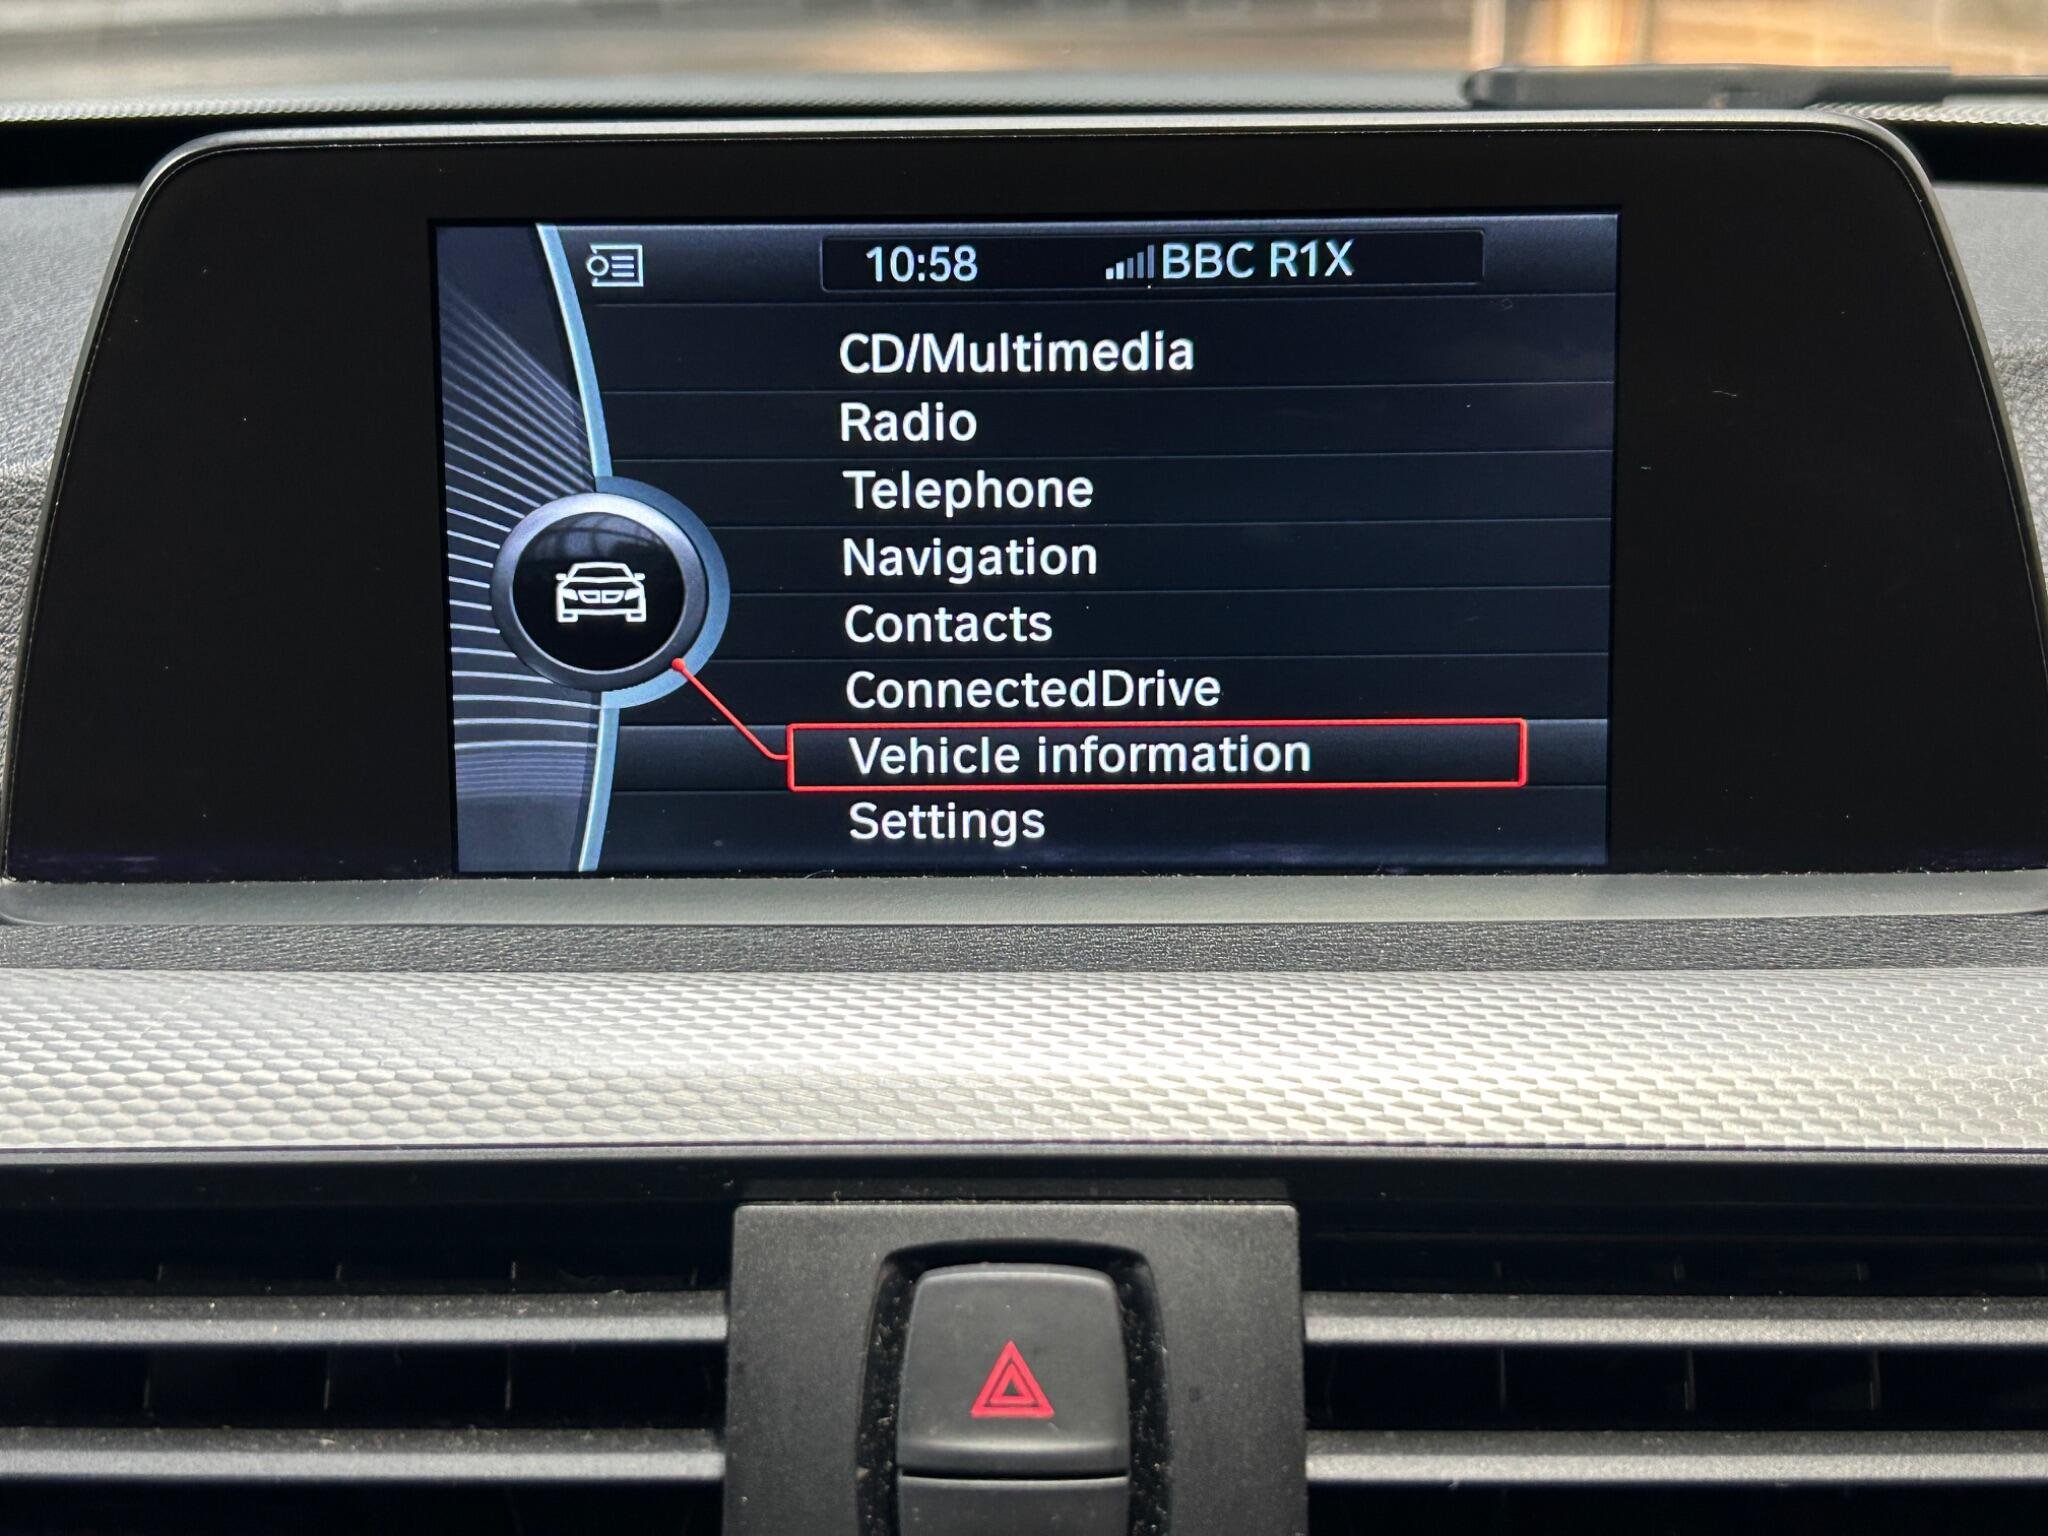 10:58 BBC R1X
CD/Multimedia
Radio
Telephone
Navigation
Contacts
ConnectedDrive
Vehicle information
Settings